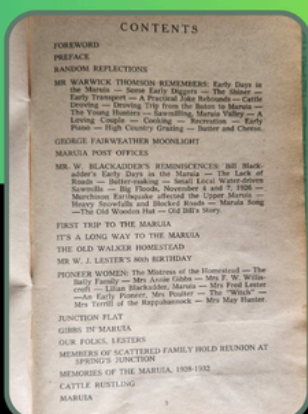 CONTENTS
FOREWORD
PREFACE
RANDOM REFLECTIONS
MR WARWICK THOMSON REMEMBERS: Early Days in
the Maruia — Some Early Diggers — The Shiner —
Early Transport — A Practical Joke Rebounds — Cattle
Droving — Droving Trip from the Bates to Maruia —
The Young Hunters — Sawmilling, Maruia Valley — A
Loving Couple — Cooking — Recreation — Early
Piano — High Country Grazing — Butter and Cheese.
GEORGE FAIRWEATHER MOONLIGHT
MARUIA POST OFFICES
MR. W. BLACKADDER'S REMINISCENCES: Bill Black-
adder's Early Days in the Maruia — The Lack of
Roads — Butter-making — Small Local Water-driven
Sawmills — Big Floods, November 4 and 7, 1926 —
Murchison Earthquake affected the Upper Maruia —
Heavy Snowfalls and Blocked Roads — Maruia Song
—The Old Wooden Hut — Old Bill's Story.
FIRST TRIP TO THE MARUIA
IT'S A LONG WAY TO THE MARUIA
THE OLD WALKER HOMESTEAD
MR W. J. LESTER'S 80th BIRTHDAY
PIONEER WOMEN: The Mistress of the Homestead — The
Bally Family — Mrs Annie Gibbs — Mrs F. W. Willis-
croft — Lilian Blackadder, Maruia — Mrs Fred Lester
—An Early Pioneer, Mrs Poulter — The "Witch" —
Mrs Terrill of the Rappahannock — Mrs May Hunter.
JUNCTION FLAT
GIBBS IN MARUIA
OUR FOLKS, LESTERS
MEMBERS OF SCATTERED FAMILY HOLD REUNION AT
SPRING'S JUNCTION
MEMORIES OF THE MARUIA, 1928-1932
CATTLE RUSTLING
MARUIA